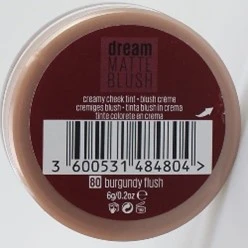 dream
MATTE
BLUSH
creamy cheek tint • blush crème
cremiges blush • tinta blush in crema
tinte colorete en crema
3 600531 484804 >
80 burgundy flush
6g/0.2oz ℮